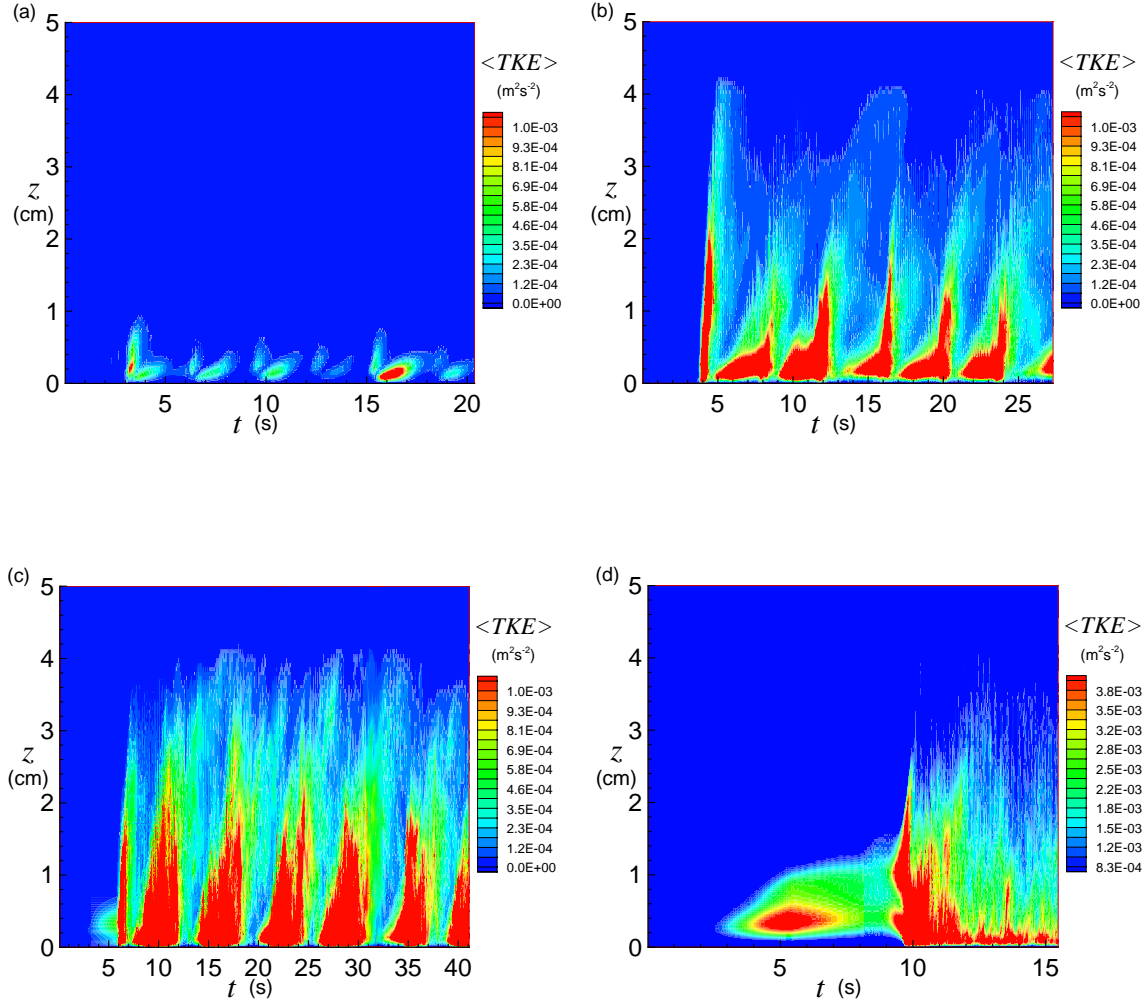 (a)
5
4
3
2
1
0
z
(cm)
5 10 15 20
t (s)
<TKE>
(m²s⁻²)
1.0E-03
9.3E-04
8.1E-04
6.9E-04
5.8E-04
4.6E-04
3.5E-04
2.3E-04
1.2E-04
0.0E+00
(b)
5
4
3
2
1
0
z
(cm)
5 10 15 20 25
t (s)
<TKE>
(m²s⁻²)
1.0E-03
9.3E-04
8.1E-04
6.9E-04
5.8E-04
4.6E-04
3.5E-04
2.3E-04
1.2E-04
0.0E+00
(c)
5
4
3
2
1
0
z
(cm)
5 10 15 20 25 30 35 40
t (s)
<TKE>
(m²s⁻²)
1.0E-03
9.3E-04
8.1E-04
6.9E-04
5.8E-04
4.6E-04
3.5E-04
2.3E-04
1.2E-04
0.0E+00
(d)
5
4
3
2
1
0
z
(cm)
5 10 15
t (s)
<TKE>
(m²s⁻²)
3.8E-03
3.5E-03
3.2E-03
2.8E-03
2.5E-03
2.2E-03
1.8E-03
1.5E-03
1.2E-03
8.3E-04